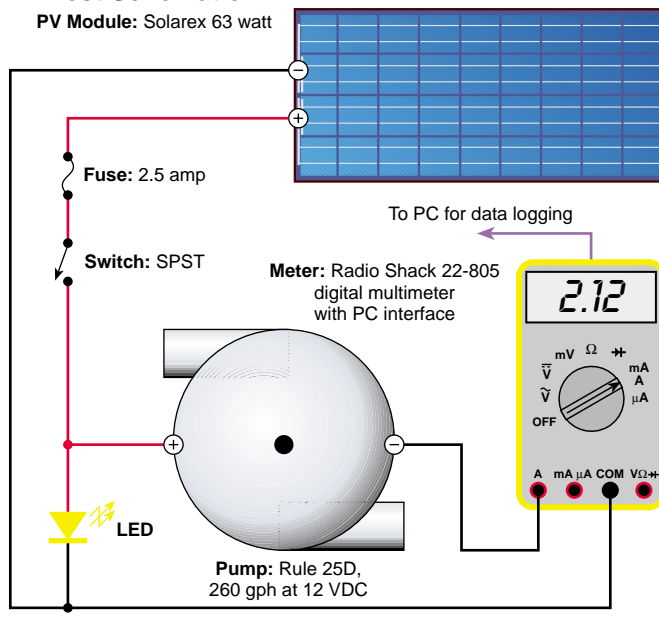 PV Module: Solarex 63 watt
−
+
Fuse: 2.5 amp
To PC for data logging
Switch: SPST
Meter: Radio Shack 22-805
digital multimeter
with PC interface
2.12
mV Ω
V
mA
A
V
μA
OFF
+
−
A mA μA COM VΩ
LED
Pump: Rule 25D,
260 gph at 12 VDC